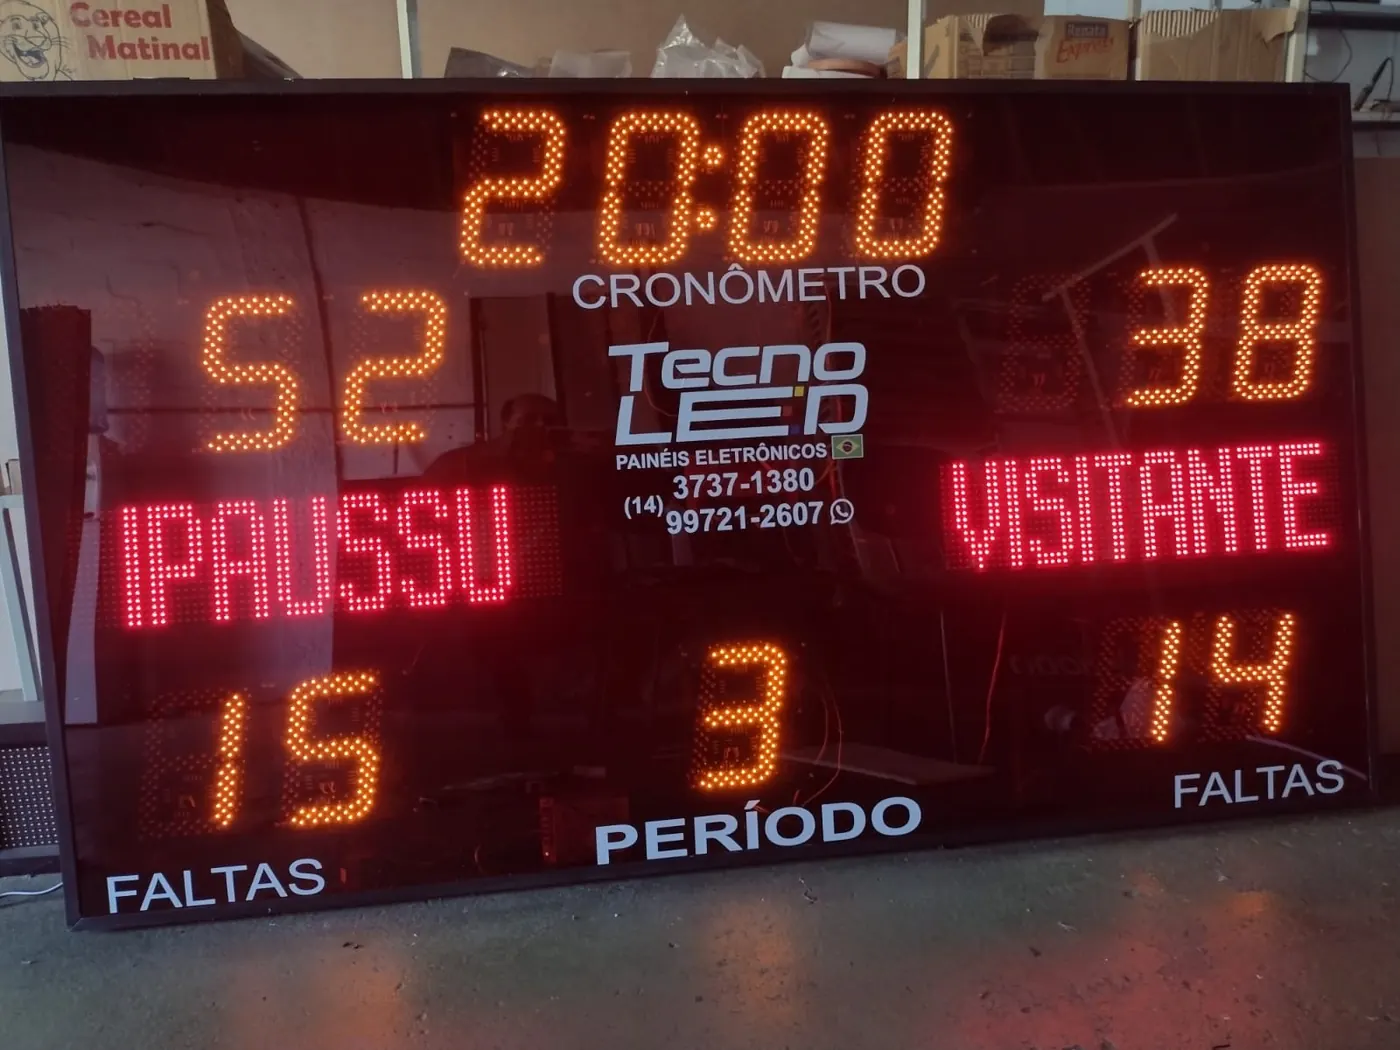 Cereal
Matinal
Renata
20:00
CRONÔMETRO
52
38
Tecno
LED
PAINÉIS ELETRÔNICOS
3737-1380
(14)
99721-2607
IPAUSSU
VISITANTE
15
3
14
FALTAS
PERÍODO
FALTAS